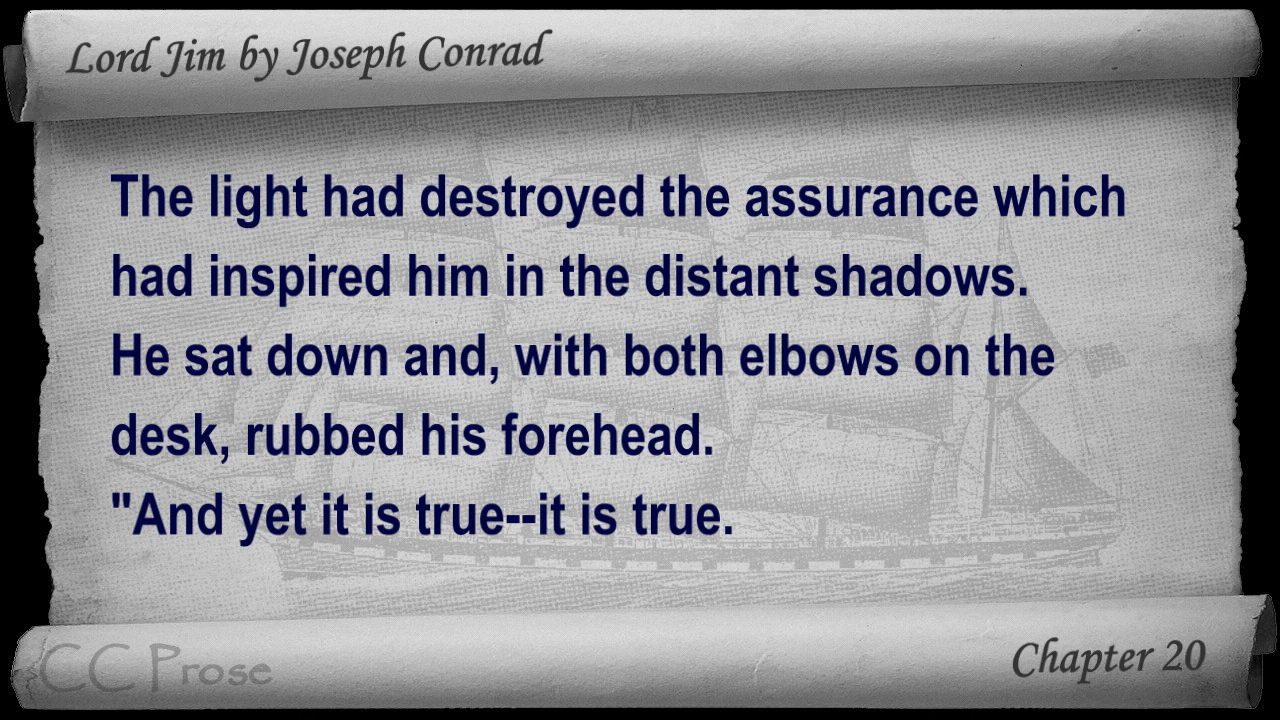 Lord Jim by Joseph Conrad
The light had destroyed the assurance which
had inspired him in the distant shadows.
He sat down and, with both elbows on the
desk, rubbed his forehead.
"And yet it is true--it is true.
CC Prose
Chapter 20